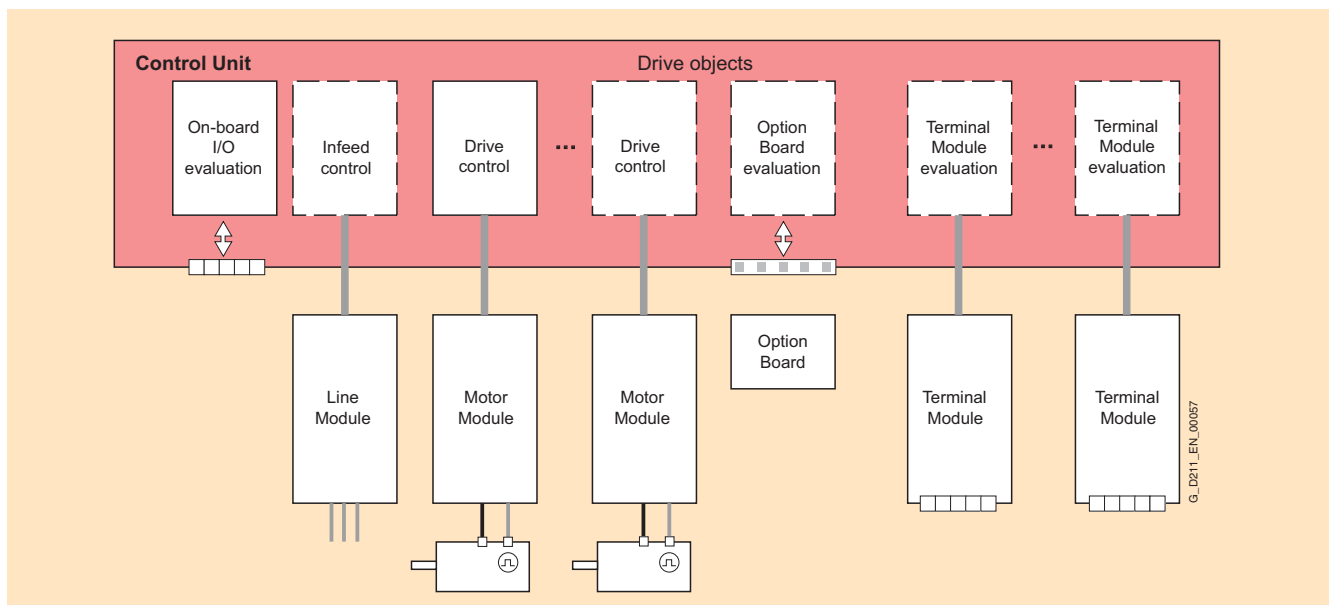 Control Unit
Drive objects
On-board
I/O
evaluation
Infeed
control
Drive
control
...
Drive
control
Option
Board
evaluation
Terminal
Module
evaluation
...
Terminal
Module
evaluation
Line
Module
Motor
Module
Motor
Module
Option
Board
Terminal
Module
Terminal
Module
G_D211_EN_00057